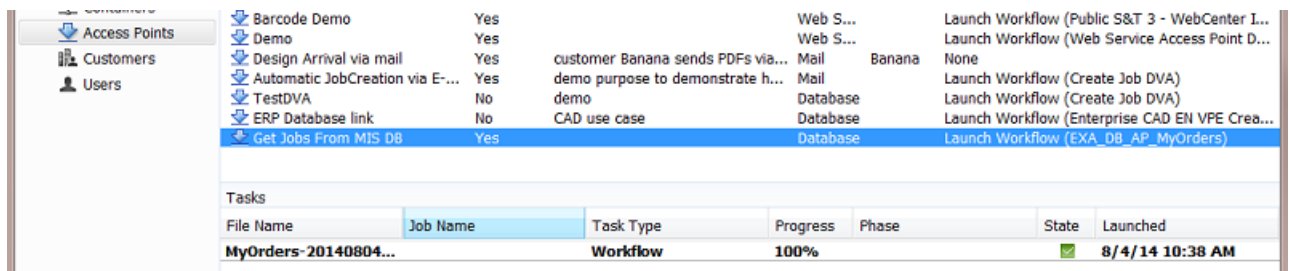 Containers
Access Points
Customers
Users
Barcode Demo Yes Web S... Launch Workflow (Public S&T 3 - WebCenter I...
Demo Yes Web S... Launch Workflow (Web Service Access Point D...
Design Arrival via mail Yes customer Banana sends PDFs via... Mail Banana None
Automatic JobCreation via E-... Yes demo purpose to demonstrate h... Mail Launch Workflow (Create Job DVA)
TestDVA No demo Database Launch Workflow (Create Job DVA)
ERP Database link No CAD use case Database Launch Workflow (Enterprise CAD EN VPE Crea...
Get Jobs From MIS DB Yes Database Launch Workflow (EXA_DB_AP_MyOrders)
Tasks
File Name Job Name Task Type Progress Phase State Launched
MyOrders-20140804... Workflow 100% 8/4/14 10:38 AM